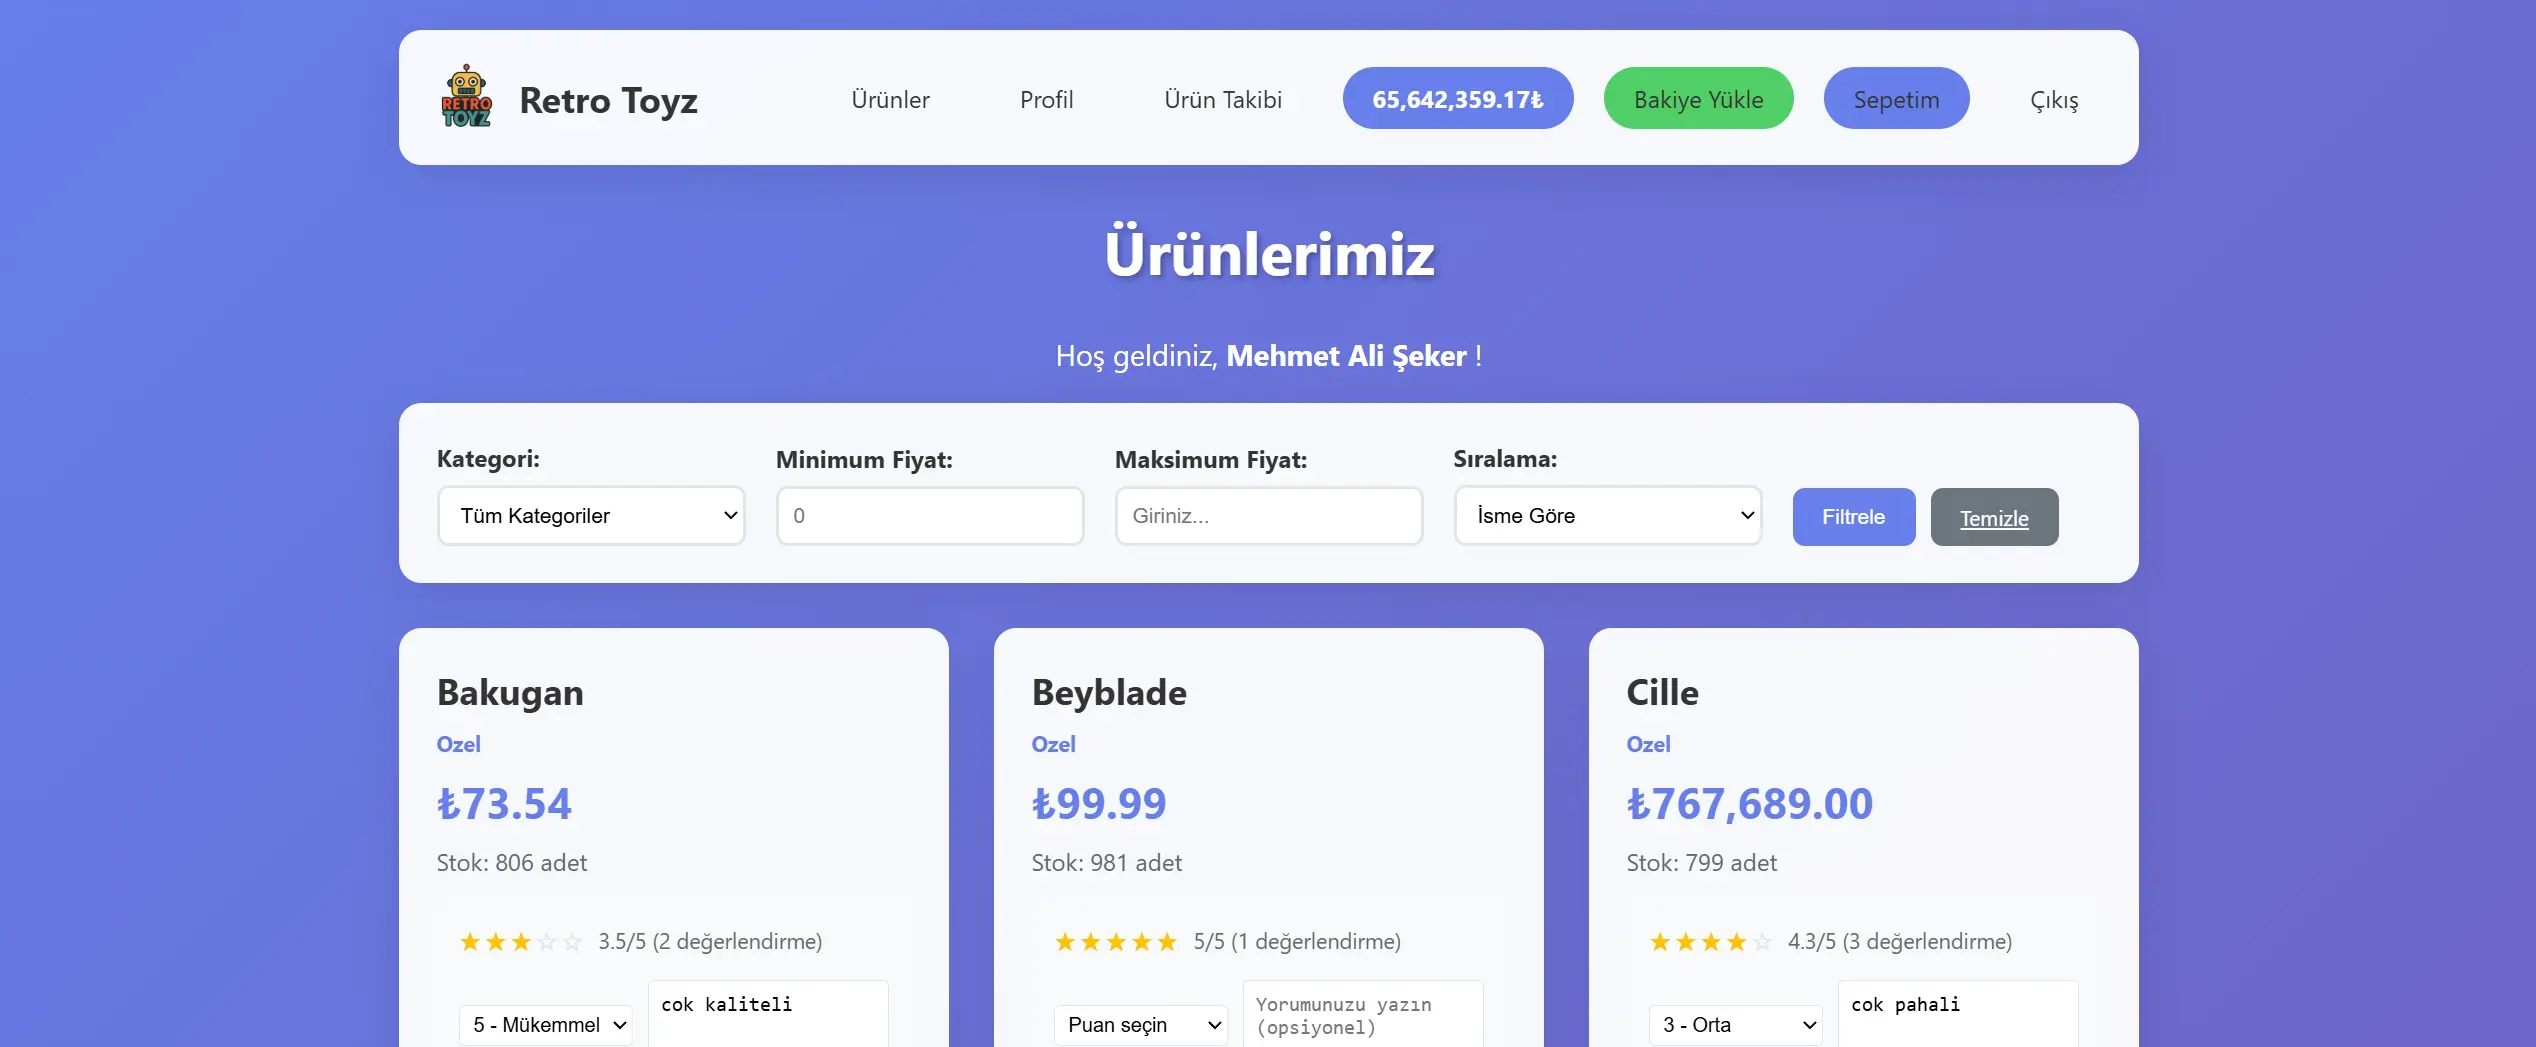 RETRO
TOYZ
Retro Toyz
Ürünler
Profil
Ürün Takibi
65,642,359.17₺
Bakiye Yükle
Sepetim
Çıkış
Ürünlerimiz
Hoş geldiniz, Mehmet Ali Şeker !
Kategori:
Tüm Kategoriler
Minimum Fiyat:
0
Maksimum Fiyat:
Giriniz...
Sıralama:
İsme Göre
Filtrele
Temizle
Bakugan
Ozel
₺73.54
Stok: 806 adet
3.5/5 (2 değerlendirme)
5 - Mükemmel
cok kaliteli
Beyblade
Ozel
₺99.99
Stok: 981 adet
5/5 (1 değerlendirme)
Puan seçin
Yorumunuzu yazın
(opsiyonel)
Cille
Ozel
₺767,689.00
Stok: 799 adet
4.3/5 (3 değerlendirme)
3 - Orta
cok pahali